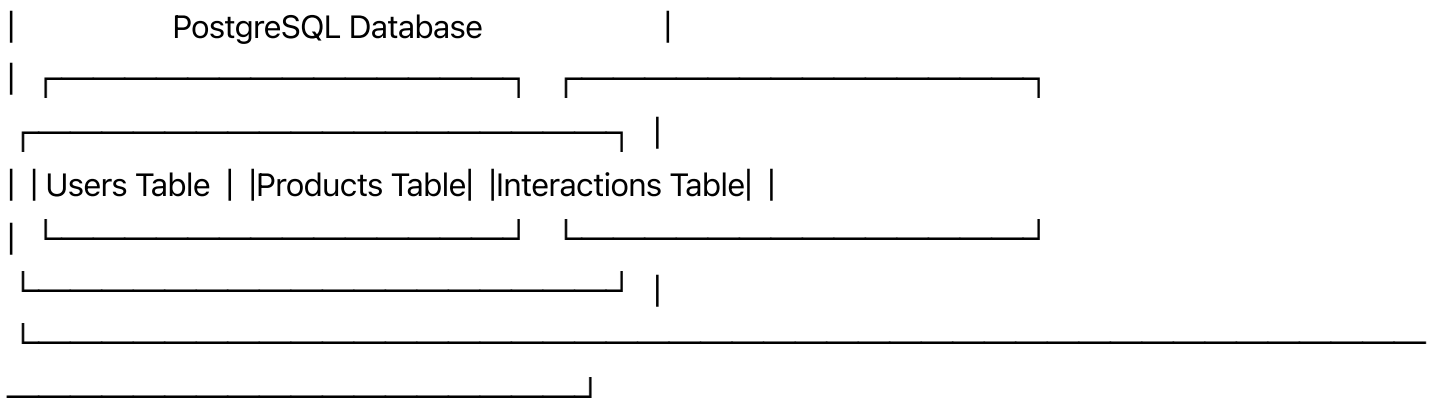 │ PostgreSQL Database │
│ ┌──────────────┐ ┌──────────────┐
┌──────────────────┐ │
│ │Users Table │ │Products Table│ │Interactions Table│ │
│ └──────────────┘ └──────────────┘
└──────────────────┘ │
└──────────────────────────────────────────
──────────────────┘